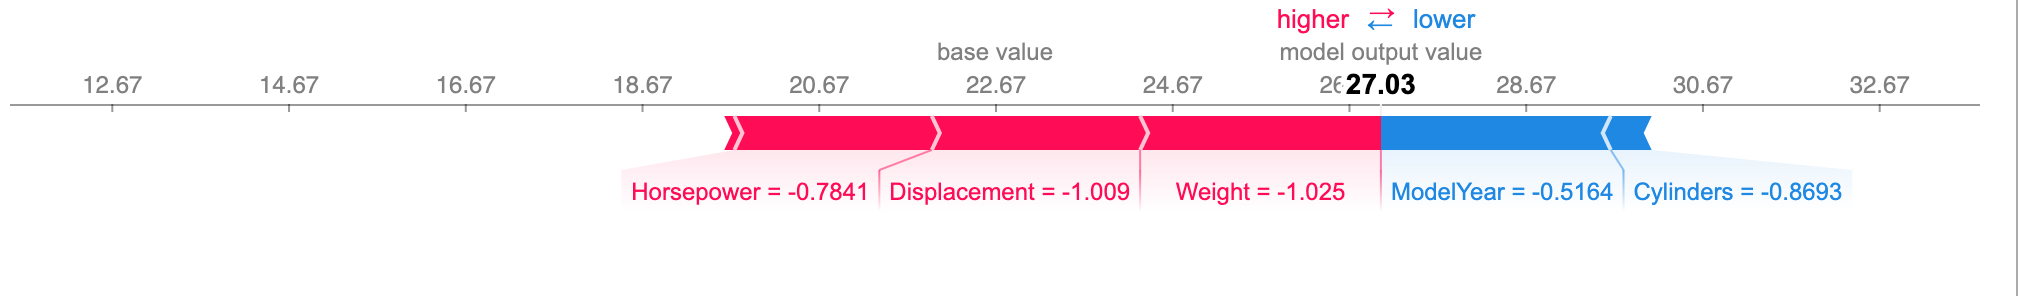 higher ⇄ lower
base value model output value
12.67 14.67 16.67 18.67 20.67 22.67 24.67 26 27.03 28.67 30.67 32.67
Horsepower = -0.7841 Displacement = -1.009 Weight = -1.025 ModelYear = -0.5164 Cylinders = -0.8693